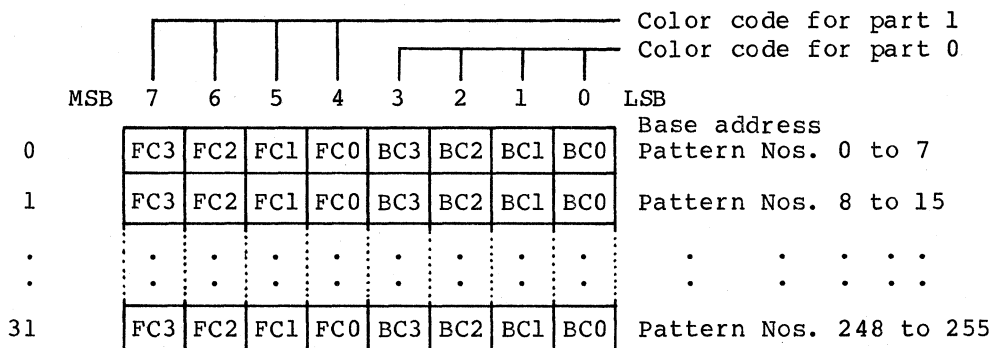 Color code for part 1
Color code for part 0
MSB 7 6 5 4 3 2 1 0 LSB
Base address
0 FC3 FC2 FC1 FC0 BC3 BC2 BC1 BC0 Pattern Nos. 0 to 7
1 FC3 FC2 FC1 FC0 BC3 BC2 BC1 BC0 Pattern Nos. 8 to 15
31 FC3 FC2 FC1 FC0 BC3 BC2 BC1 BC0 Pattern Nos. 248 to 255